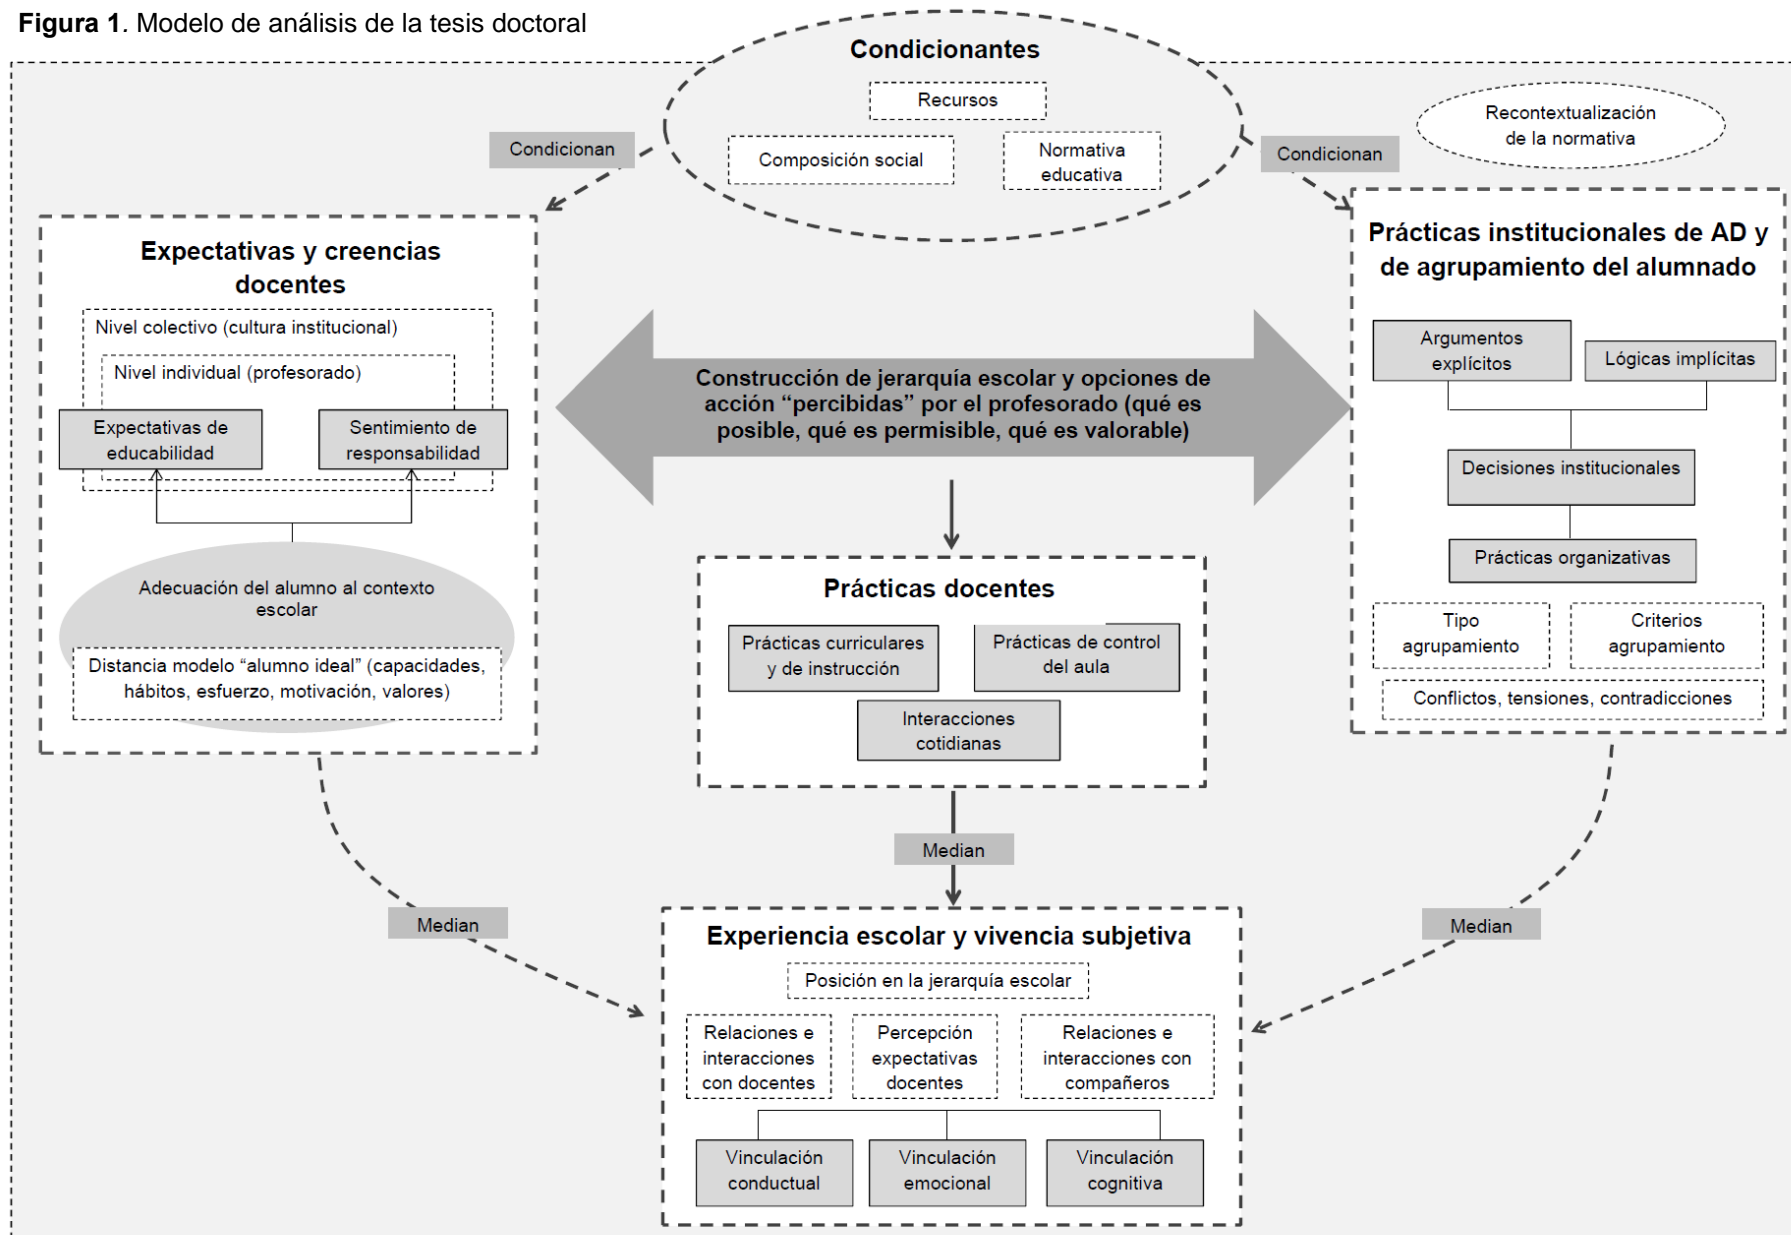 Figura 1. Modelo de análisis de la tesis doctoral
Condicionantes
Recursos
Composición social
Normativa
educativa
Condicionan
Condicionan
Recontextualización
de la normativa
Expectativas y creencias
docentes
Nivel colectivo (cultura institucional)
Nivel individual (profesorado)
Expectativas de
educabilidad
Sentimiento de
responsabilidad
Adecuación del alumno al contexto
escolar
Distancia modelo “alumno ideal” (capacidades,
hábitos, esfuerzo, motivación, valores)
Construcción de jerarquía escolar y opciones de
acción “percibidas” por el profesorado (qué es
posible, qué es permisible, qué es valorable)
Prácticas institucionales de AD y
de agrupamiento del alumnado
Argumentos
explícitos
Lógicas implícitas
Decisiones institucionales
Prácticas organizativas
Tipo
agrupamiento
Criterios
agrupamiento
Conflictos, tensiones, contradicciones
Prácticas docentes
Prácticas curriculares
y de instrucción
Prácticas de control
del aula
Interacciones
cotidianas
Median
Median
Median
Experiencia escolar y vivencia subjetiva
Posición en la jerarquía escolar
Relaciones e
interacciones
con docentes
Percepción
expectativas
docentes
Relaciones e
interacciones con
compañeros
Vinculación
conductual
Vinculación
emocional
Vinculación
cognitiva